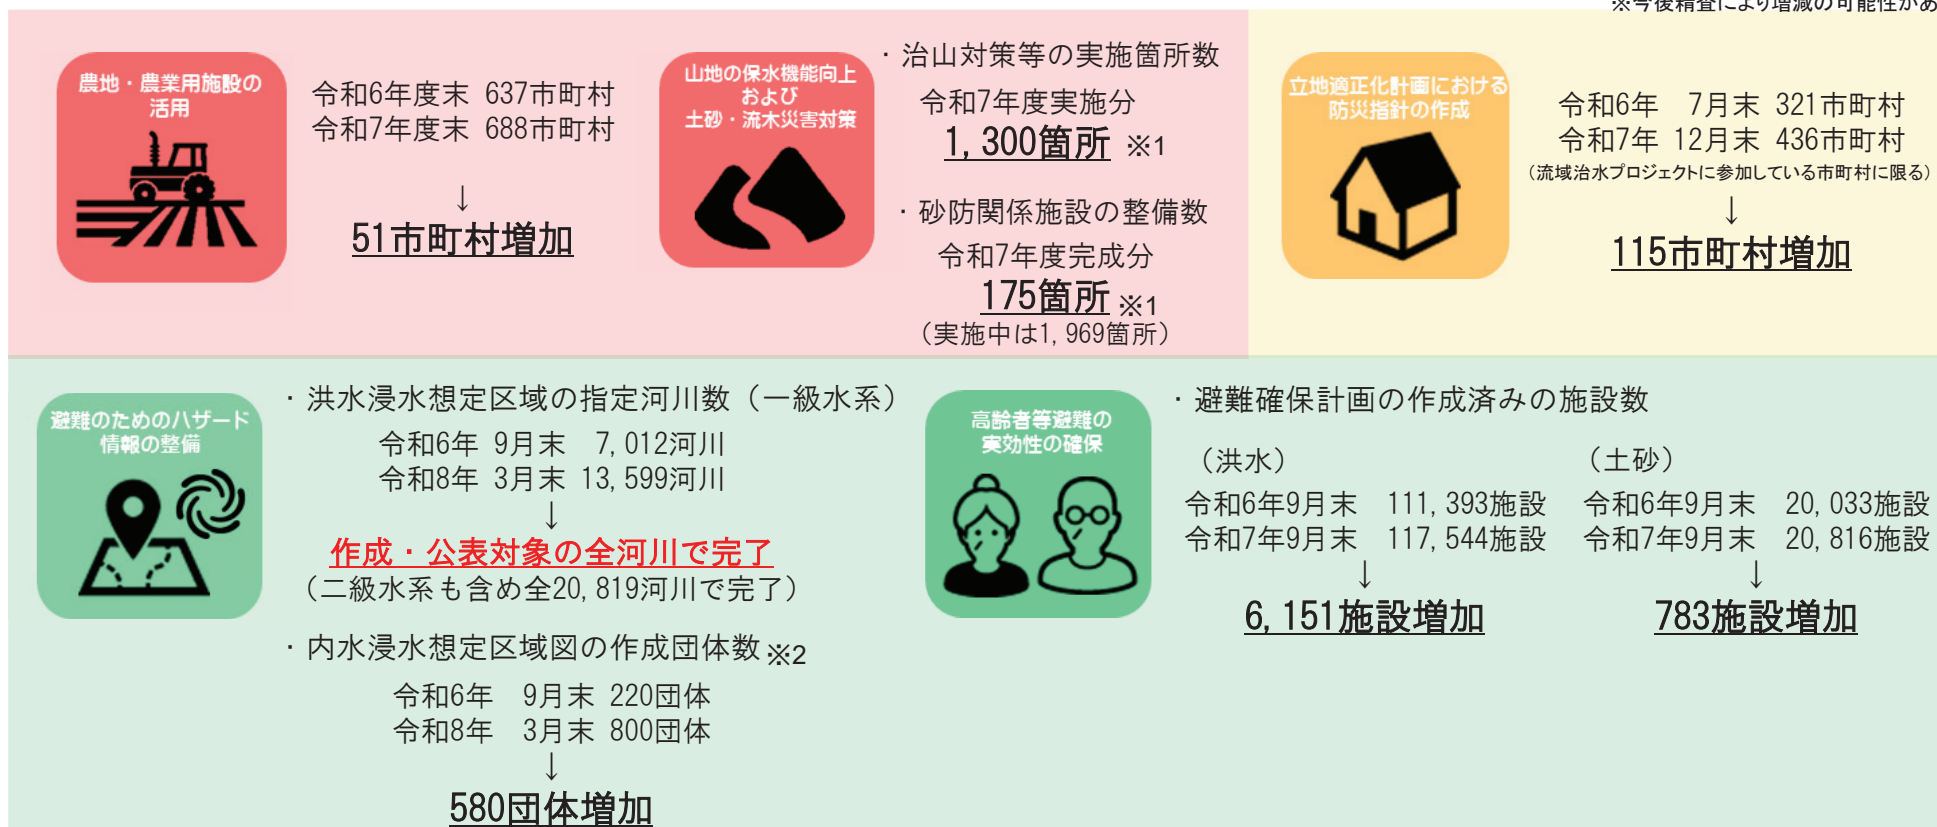 ※今後精査により増減の可能性があ
農地・農業用施設の
活用
令和6年度末 637市町村
令和7年度末 688市町村
↓
51市町村増加
山地の保水機能向上
および
土砂・流木災害対策
・治山対策等の実施箇所数
令和7年度実施分
1,300箇所 ※1
・砂防関係施設の整備数
令和7年度完成分
175箇所 ※1
（実施中は1,969箇所）
立地適正化計画における
防災指針の作成
令和6年 7月末 321市町村
令和7年 12月末 436市町村
（流域治水プロジェクトに参加している市町村に限る）
↓
115市町村増加
避難のためのハザード
情報の整備
・洪水浸水想定区域の指定河川数（一級水系）
令和6年 9月末 7,012河川
令和8年 3月末 13,599河川
↓
作成・公表対象の全河川で完了
（二級水系も含め全20,819河川で完了）
・内水浸水想定区域図の作成団体数※2
令和6年 9月末 220団体
令和8年 3月末 800団体
↓
580団体増加
高齢者等避難の
実効性の確保
・避難確保計画の作成済みの施設数
（洪水）
令和6年9月末 111,393施設
令和7年9月末 117,544施設
↓
6,151施設増加
（土砂）
令和6年9月末 20,033施設
令和7年9月末 20,816施設
↓
783施設増加